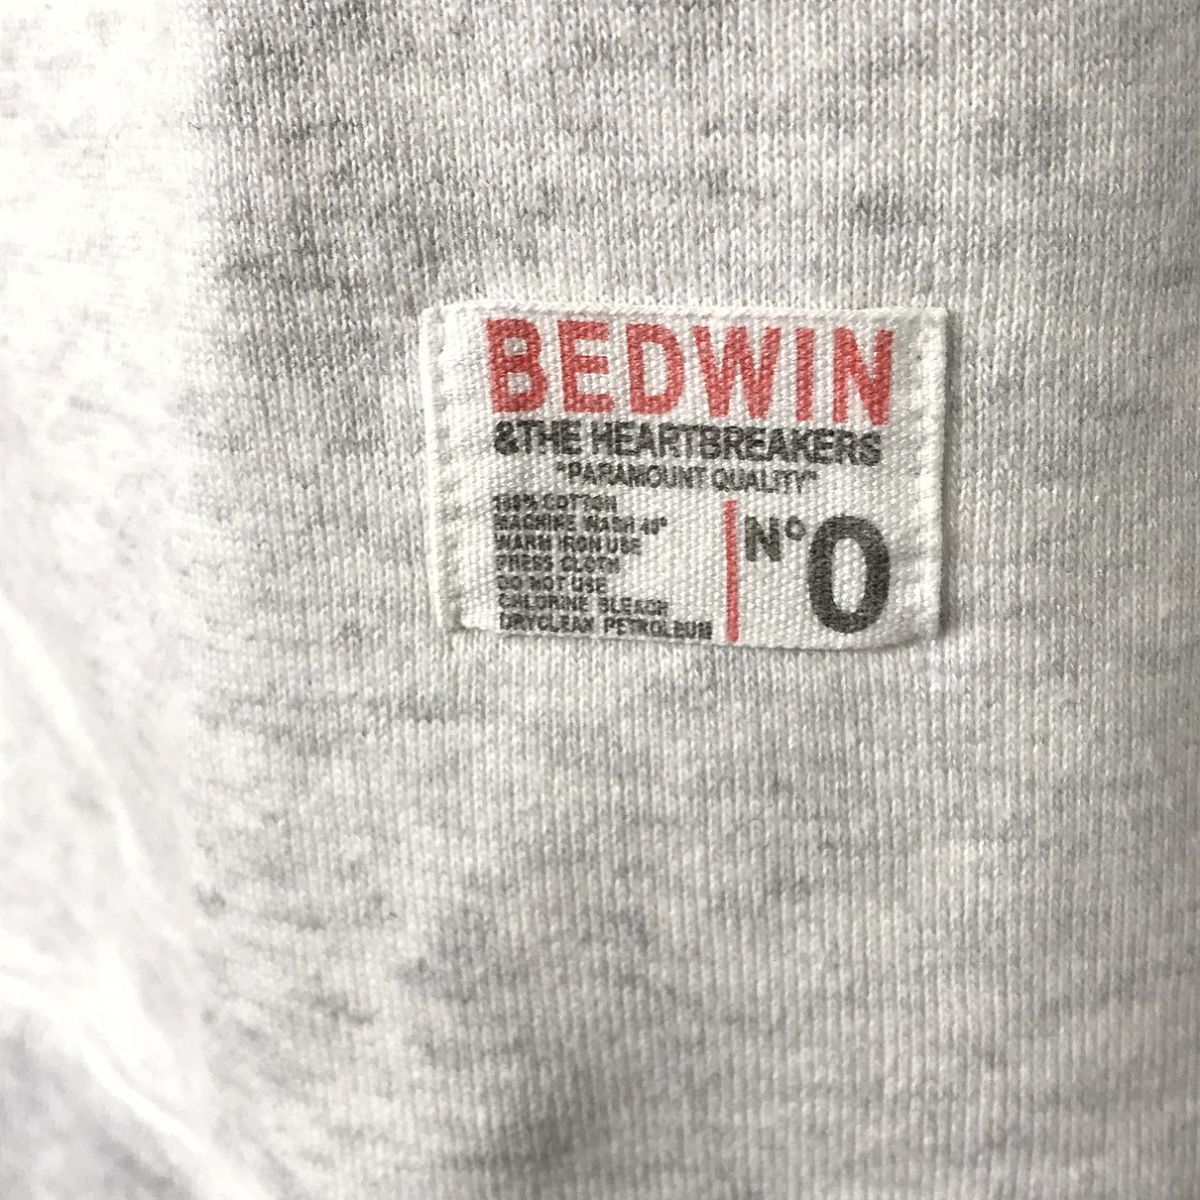 BEDWIN
&THE HEARTBREAKERS
"PARAMOUNT QUALITY"
100% COTTON
MACHINE WASH 40°
WARM IRON USE
PRESS CLOTH
DO NOT USE
CHLORINE BLEACH
DRYCLEAN PETROLEUM
Nº 0